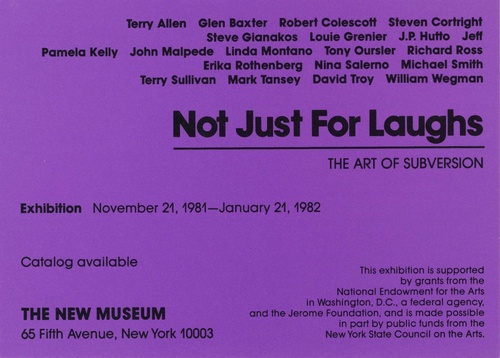 Terry Allen Glen Baxter Robert Colescott Steven Cortright
Steve Gianakos Louie Grenier J.P. Hutto Jeff
Pamela Kelly John Malpede Linda Montano Tony Oursler Richard Ross
Erika Rothenberg Nina Salerno Michael Smith
Terry Sullivan Mark Tansey David Troy William Wegman
Not Just For Laughs
THE ART OF SUBVERSION
Exhibition November 21, 1981—January 21, 1982
Catalog available
This exhibition is supported
by grants from the
National Endowment for the Arts
in Washington, D.C., a federal agency,
and the Jerome Foundation, and is made possible
in part by public funds from the
New York State Council on the Arts.
THE NEW MUSEUM
65 Fifth Avenue, New York 10003